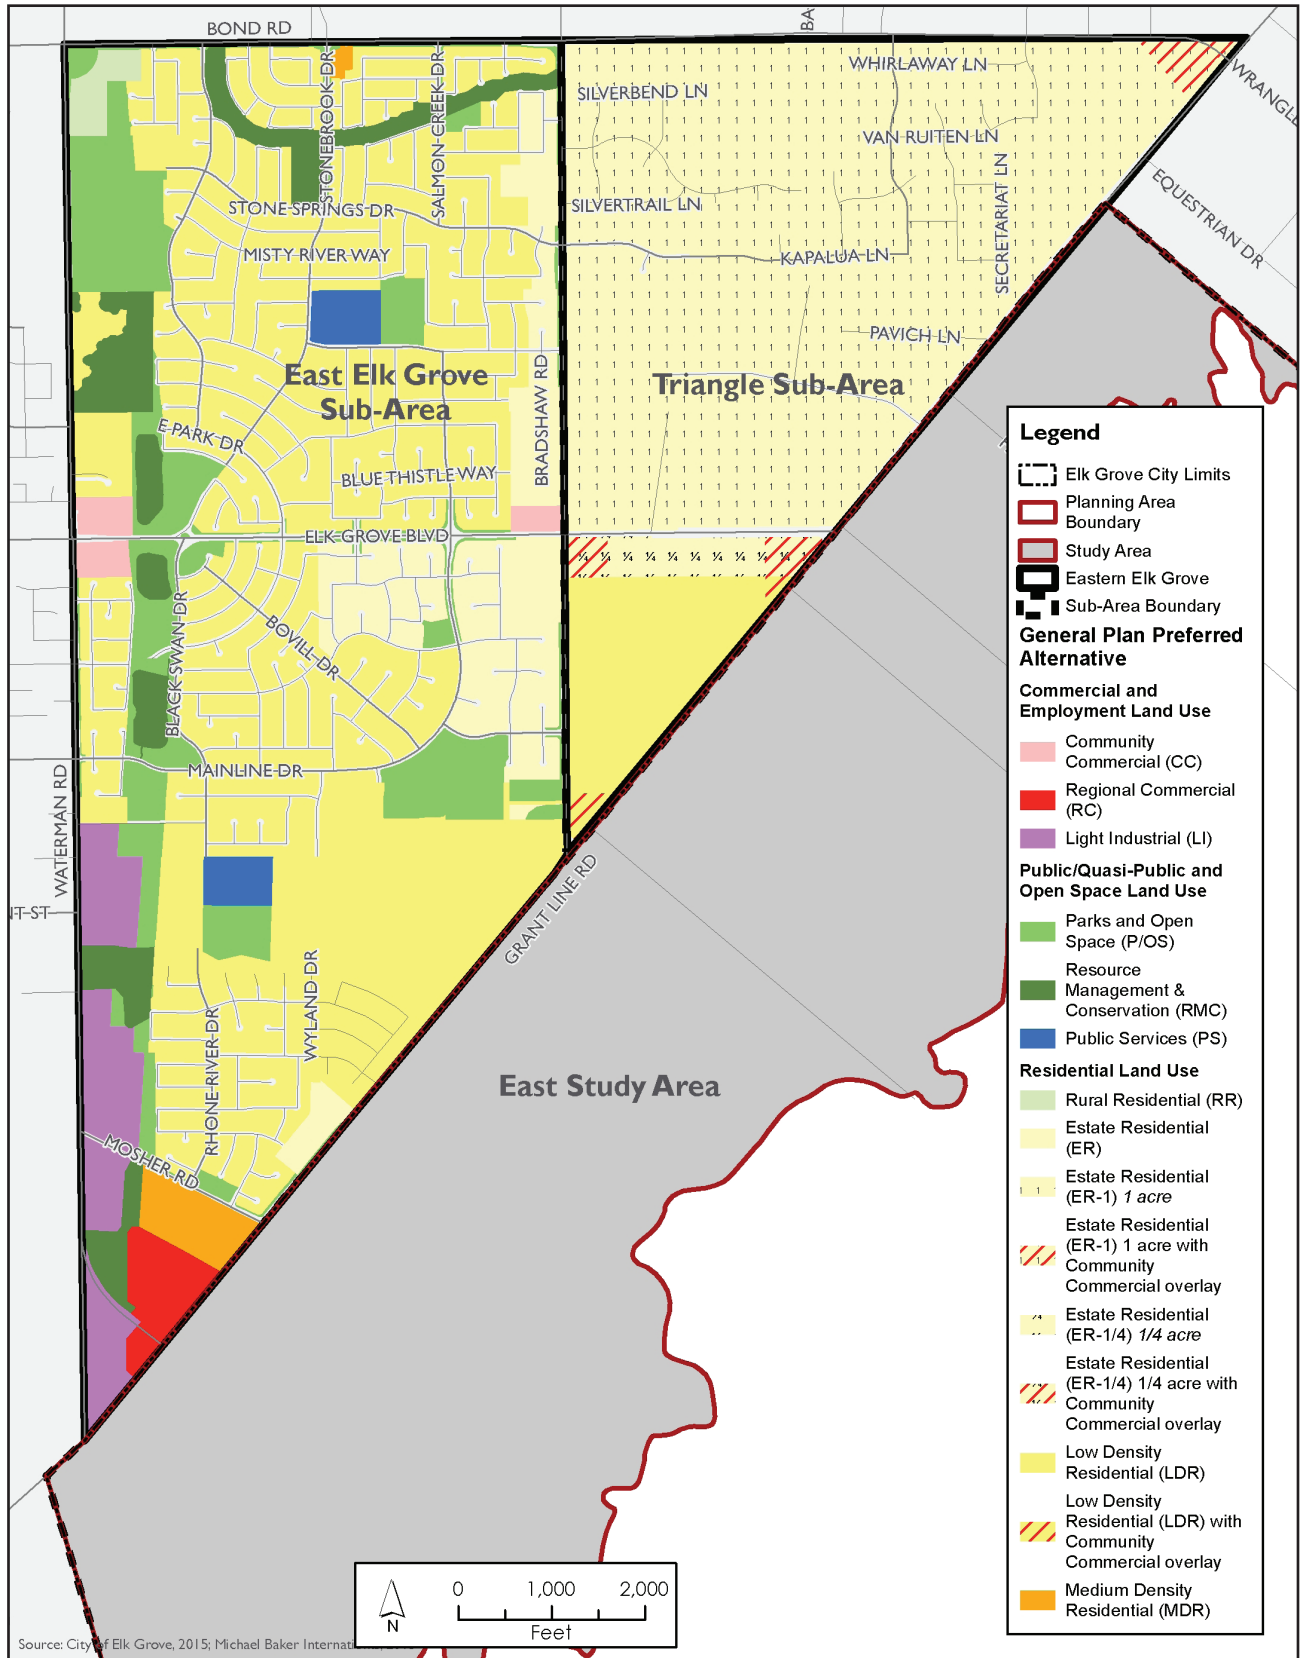 BOND RD
BA
WRANGLE
EQUESTRIAN DR
WHIRLAWAY LN
SILVERBEND LN
VAN RUITEN LN
SECRETARIAT LN
SILVERTRAIL LN
KAPALUA LN
PAVICH LN
STONEBROOK DR
SALMON CREEK DR
STONE SPRINGS DR
MISTY RIVER WAY
East Elk Grove
Sub-Area
Triangle Sub-Area
BRADSHAW RD
E PARK DR
BLUE THISTLE WAY
ELK GROVE BLVD
BLACK SWAN DR
BOVILL DR
MAINLINE DR
WATERMAN RD
NT ST
GRANT LINE RD
WYLAND DR
RHONE RIVER DR
MOSHER RD
East Study Area
Legend
Elk Grove City Limits
Planning Area
Boundary
Study Area
Eastern Elk Grove
Sub-Area Boundary
General Plan Preferred
Alternative
Commercial and
Employment Land Use
Community
Commercial (CC)
Regional Commercial
(RC)
Light Industrial (LI)
Public/Quasi-Public and
Open Space Land Use
Parks and Open
Space (P/OS)
Resource
Management &
Conservation (RMC)
Public Services (PS)
Residential Land Use
Rural Residential (RR)
Estate Residential
(ER)
Estate Residential
(ER-1) 1 acre
Estate Residential
(ER-1) 1 acre with
Community
Commercial overlay
Estate Residential
(ER-1/4) 1/4 acre
Estate Residential
(ER-1/4) 1/4 acre with
Community
Commercial overlay
Low Density
Residential (LDR)
Low Density
Residential (LDR) with
Community
Commercial overlay
Medium Density
Residential (MDR)
N
0 1,000 2,000
Feet
Source: City of Elk Grove, 2015; Michael Baker Internati